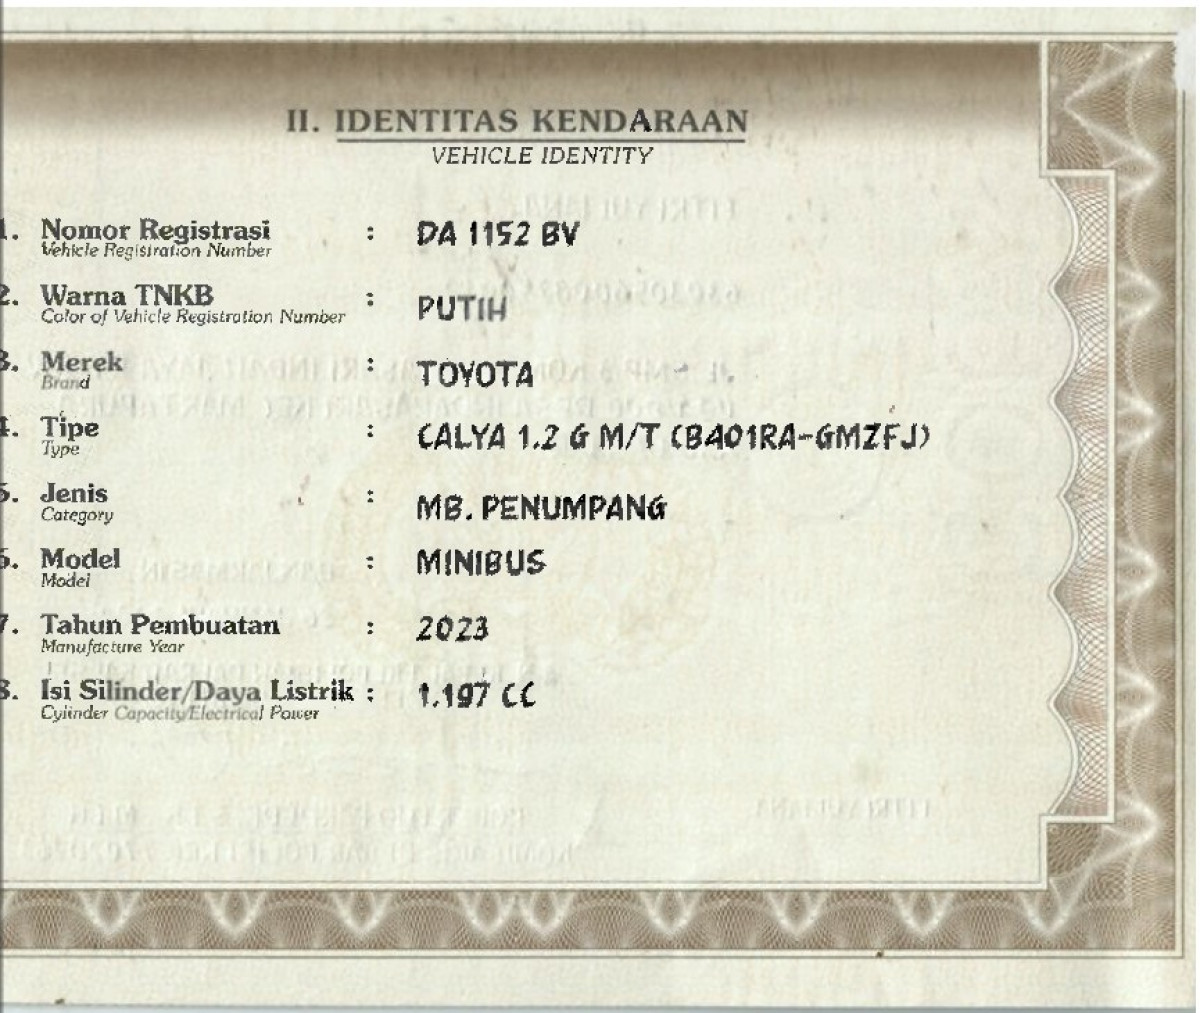 II. IDENTITAS KENDARAAN
VEHICLE IDENTITY
1. Nomor Registrasi : DA 1152 BV
Vehicle Registration Number
2. Warna TNKB : PUTIH
Color of Vehicle Registration Number
3. Merek : TOYOTA
Brand
4. Tipe : CALYA 1.2 G M/T (B401RA-GMZFJ)
Type
5. Jenis : MB. PENUMPANG
Category
6. Model : MINIBUS
Model
7. Tahun Pembuatan : 2023
Manufacture Year
8. Isi Silinder/Daya Listrik : 1.197 CC
Cylinder Capacity/Electrical Power